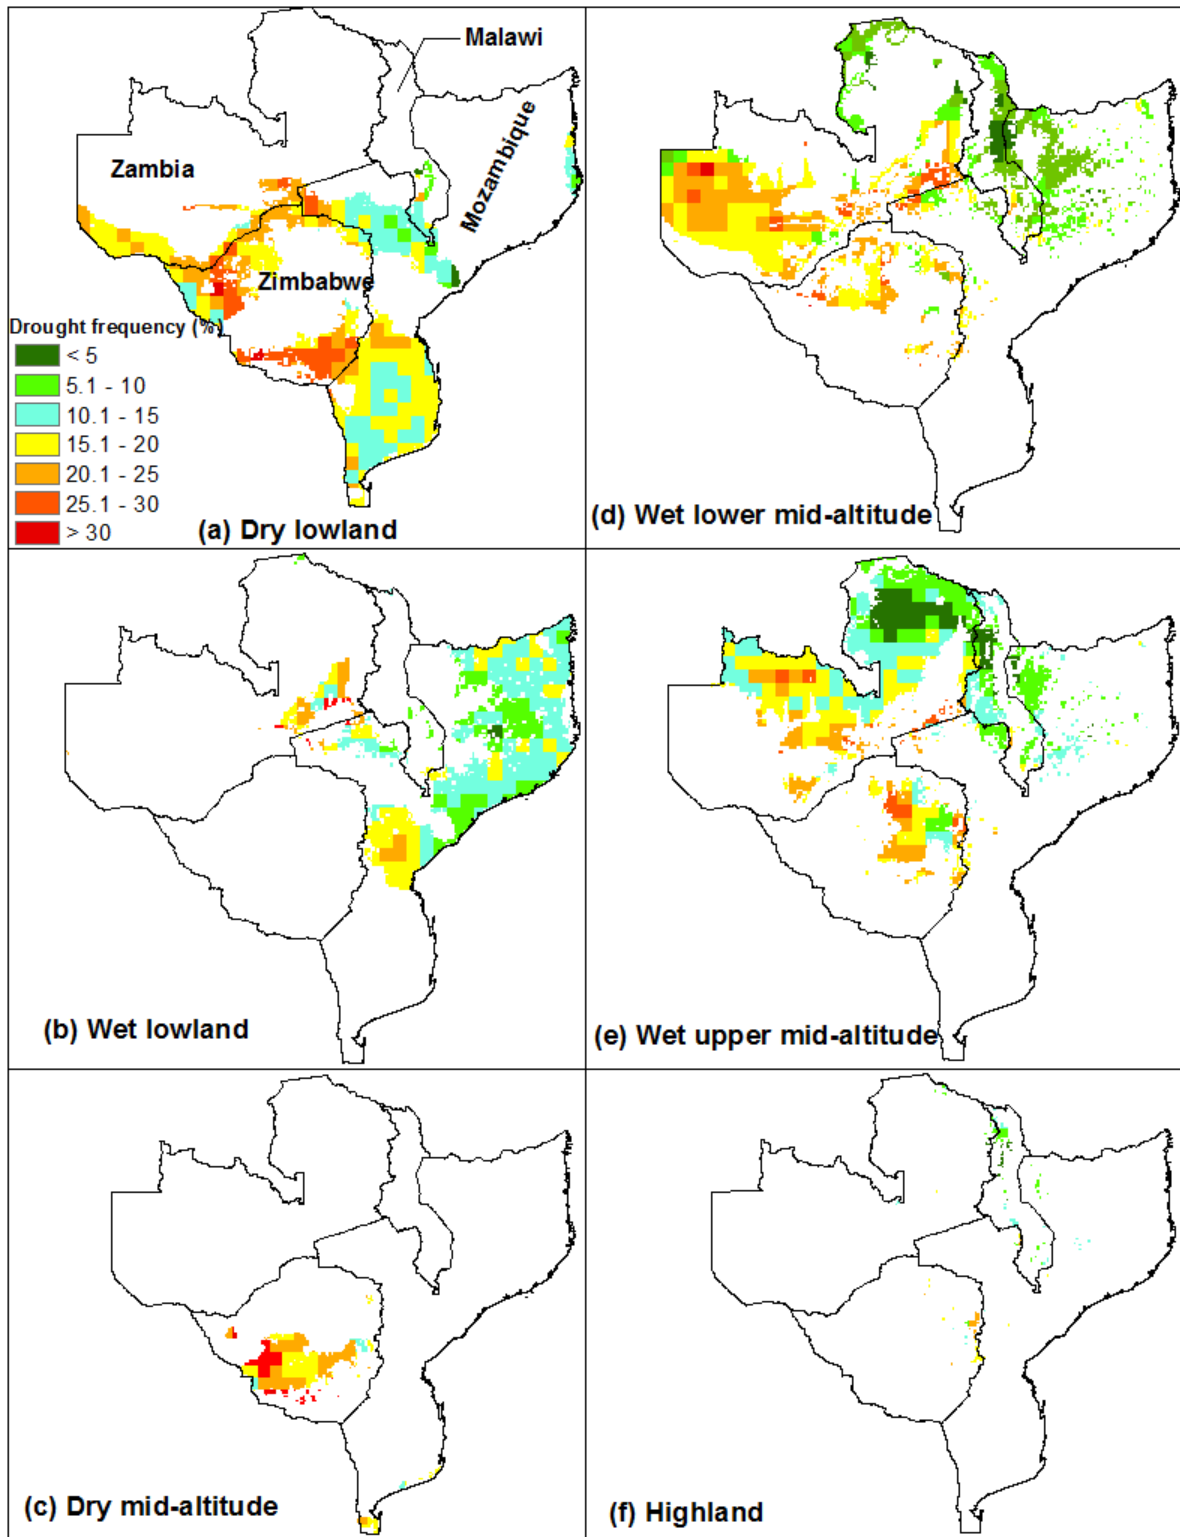 Malawi
Zambia
Mozambique
Zimbabwe
Drought frequency (%)
< 5
5.1 - 10
10.1 - 15
15.1 - 20
20.1 - 25
25.1 - 30
> 30
(a) Dry lowland
(d) Wet lower mid-altitude
(b) Wet lowland
(e) Wet upper mid-altitude
(c) Dry mid-altitude
(f) Highland